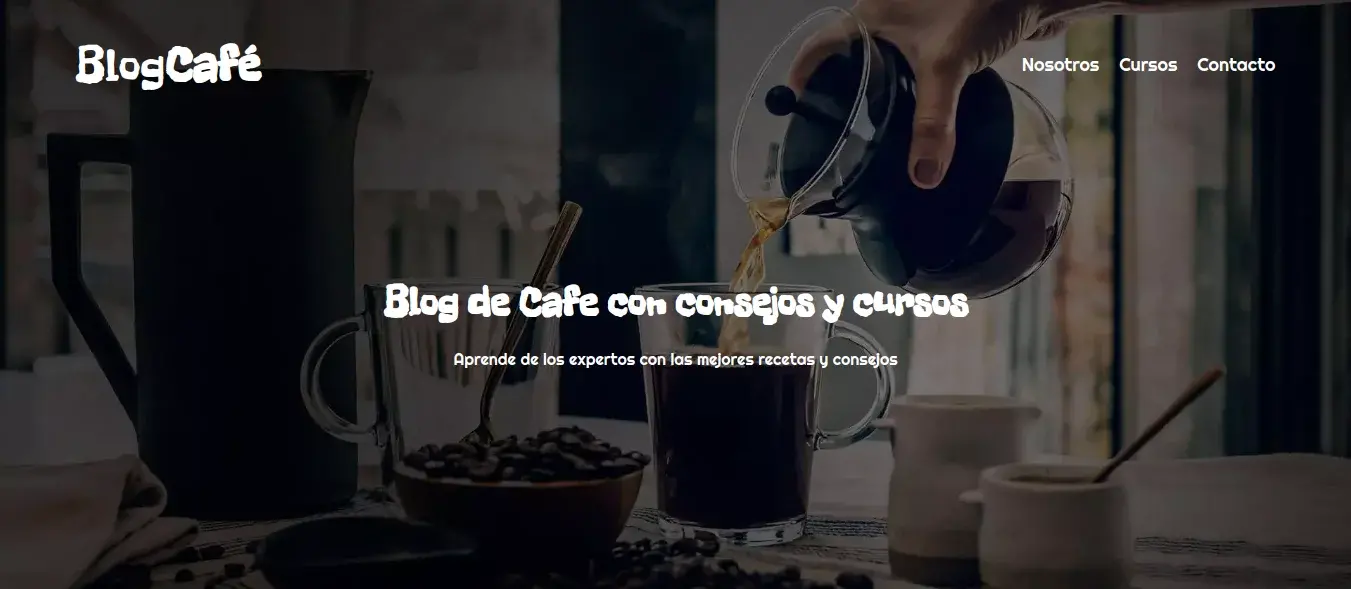 BlogCafé
Nosotros Cursos Contacto
Blog de Cafe con consejos y cursos
Aprende de los expertos con las mejores recetas y consejos